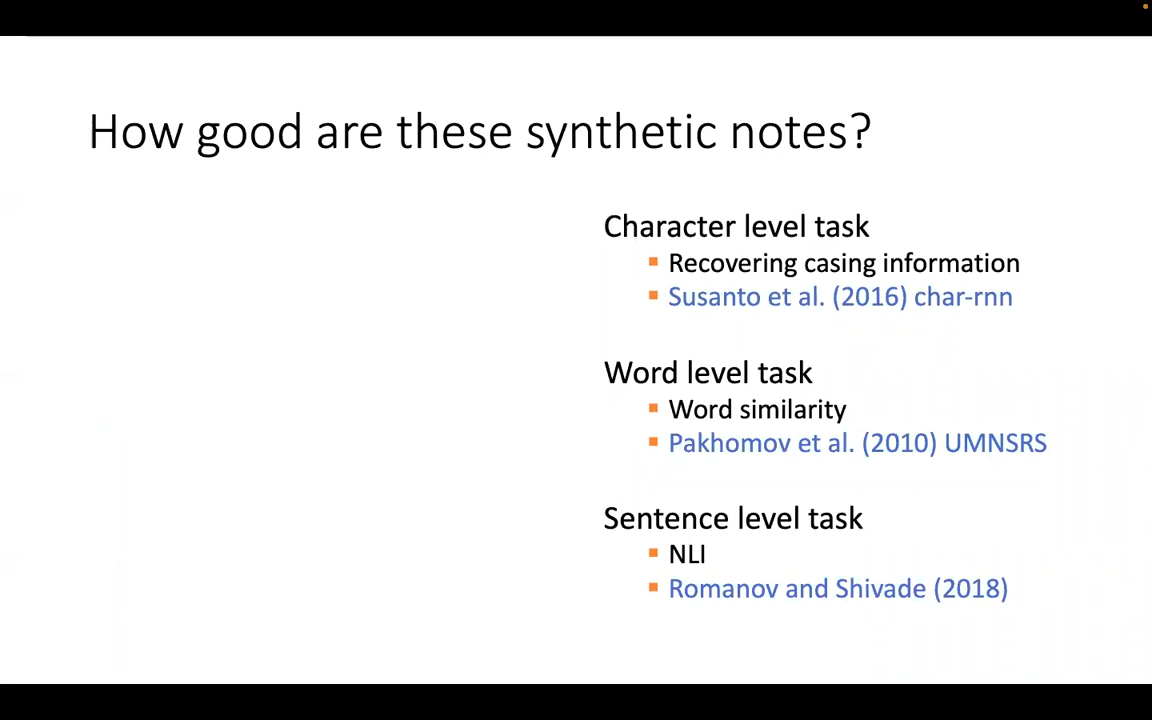 How good are these synthetic notes?
Character level task
▪ Recovering casing information
▪ Susanto et al. (2016) char-rnn
Word level task
▪ Word similarity
▪ Pakhomov et al. (2010) UMNSRS
Sentence level task
▪ NLI
▪ Romanov and Shivade (2018)